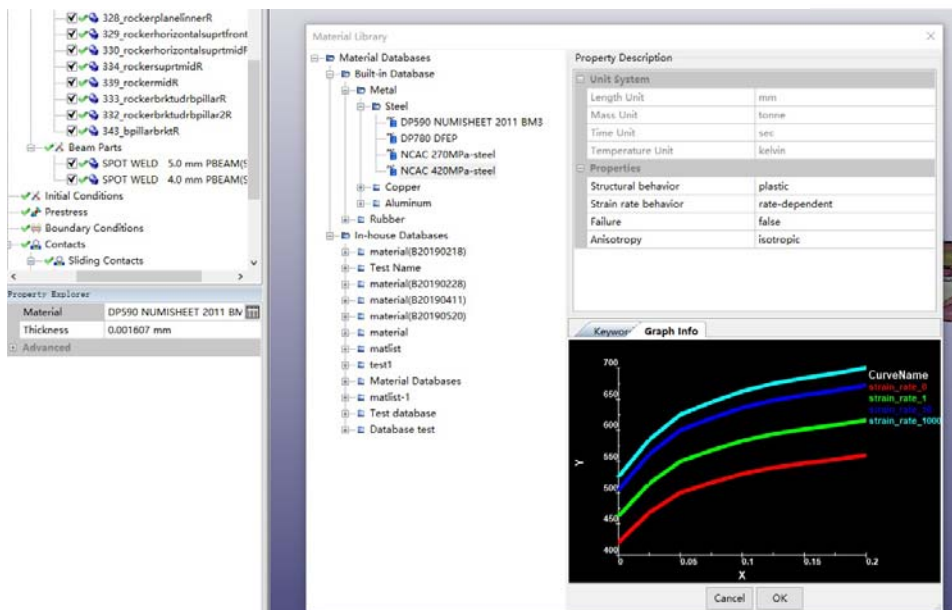 328_rockerplanelinnerR
329_rockerhorizontalsuprtfront
330_rockerhorizontalsuprtmidF
334_rockersuprtmidR
339_rockermidR
333_rockerbrktudrbpillarR
332_rockerbrktudrbpillar2R
343_bpillarbrktR
Beam Parts
SPOT WELD 5.0 mm PBEAM(S
SPOT WELD 4.0 mm PBEAM(S
Initial Conditions
Prestress
Boundary Conditions
Contacts
Sliding Contacts
Property Explorer
Material DP590 NUMISHEET 2011 BM
Thickness 0.001607 mm
Advanced
Material Library
Material Databases
Built-in Database
Metal
Steel
DP590 NUMISHEET 2011 BM3
DP780 DFEP
NCAC 270MPa-steel
NCAC 420MPa-steel
Copper
Aluminum
Rubber
In-house Databases
material(B20190218)
Test Name
material(B20190228)
material(B20190411)
material(B20190520)
material
matlist
test1
Material Databases
matlist-1
Test database
Database test
Property Description
Unit System
Length Unit mm
Mass Unit tonne
Time Unit sec
Temperature Unit kelvin
Properties
Structural behavior plastic
Strain rate behavior rate-dependent
Failure false
Anisotropy isotropic
Keywor
Graph Info
700
650
600
550
500
450
400
Y
0 0.05 0.1 0.15 0.2
X
CurveName
strain_rate_0
strain_rate_1
strain_rate_1000
Cancel OK